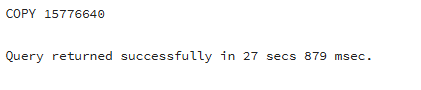 COPY 15776640
Query returned successfully in 27 secs 879 msec.